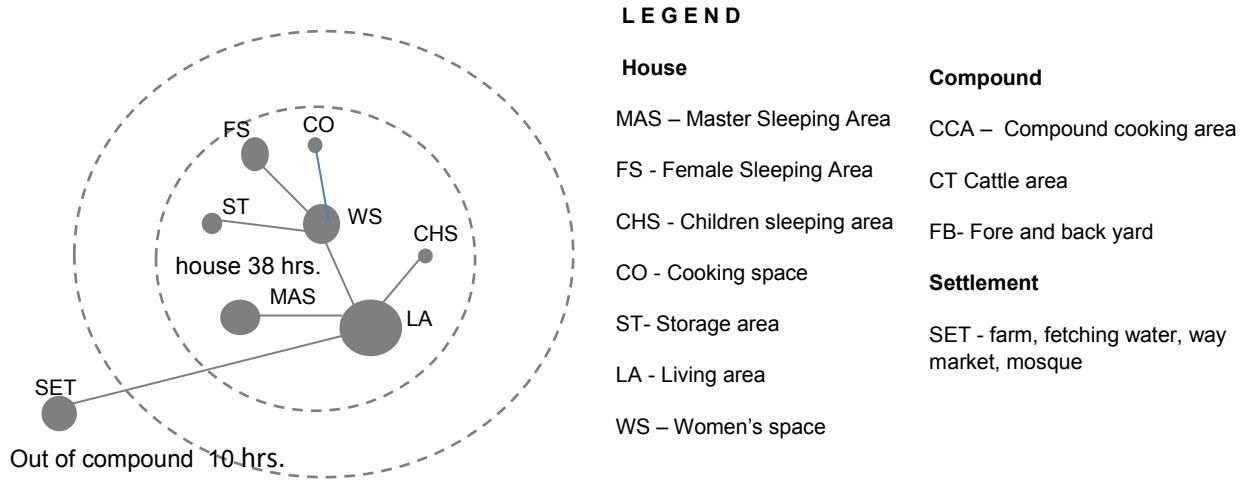 FS
CO
ST
WS
CHS
house 38 hrs.
MAS
LA
SET
Out of compound 10 hrs.
L E G E N D
House
MAS – Master Sleeping Area
FS - Female Sleeping Area
CHS - Children sleeping area
CO - Cooking space
ST- Storage area
LA - Living area
WS – Women’s space
Compound
CCA – Compound cooking area
CT Cattle area
FB- Fore and back yard
Settlement
SET - farm, fetching water, way
market, mosque